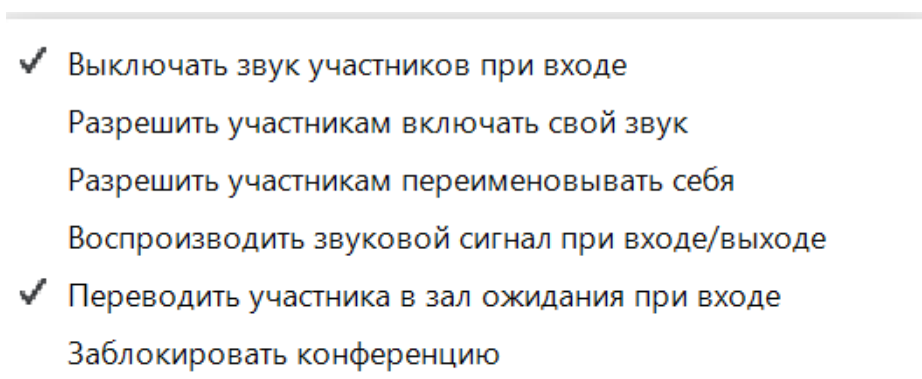 Выключать звук участников при входе
Разрешить участникам включать свой звук
Разрешить участникам переименовывать себя
Воспроизводить звуковой сигнал при входе/выходе
Переводить участника в зал ожидания при входе
Заблокировать конференцию